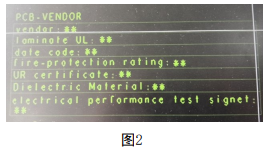 PCB-VENDOR
vendor:**
laminate UL:**
date code:**
fire-protection rating:**
UR certificate:**
Dielectric Material:**
electrical performance test signet:
**
图2